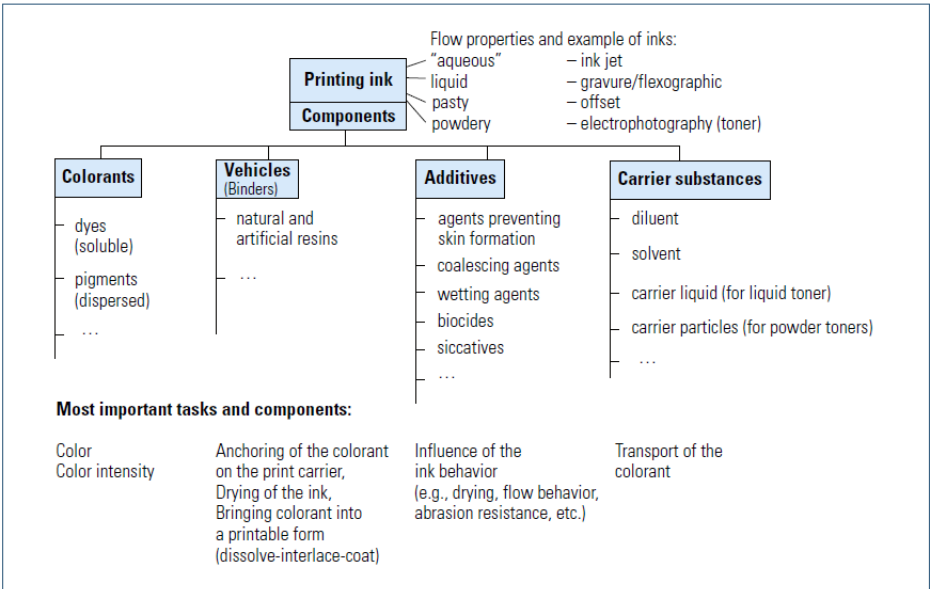 Flow properties and example of inks:
“aqueous” – ink jet
liquid – gravure/flexographic
pasty – offset
powdery – electrophotography (toner)
Printing ink
Components
Colorants
dyes
(soluble)
pigments
(dispersed)
...
Vehicles
(Binders)
natural and
artificial resins
...
Additives
agents preventing
skin formation
coalescing agents
wetting agents
biocides
siccatives
...
Carrier substances
diluent
solvent
carrier liquid (for liquid toner)
carrier particles (for powder toners)
...
Most important tasks and components:
Color
Color intensity
Anchoring of the colorant
on the print carrier,
Drying of the ink,
Bringing colorant into
a printable form
(dissolve-interlace-coat)
Influence of the
ink behavior
(e.g., drying, flow behavior,
abrasion resistance, etc.)
Transport of the
colorant